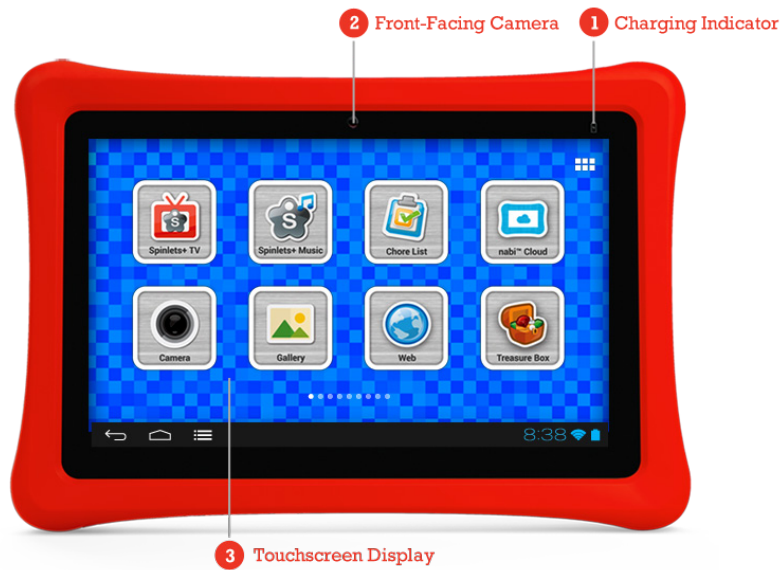 2 Front-Facing Camera
1 Charging Indicator
Spinlets+ TV
Spinlets+ Music
Chore List
nabi™ Cloud
Camera
Gallery
Web
Treasure Box
8:38
3 Touchscreen Display